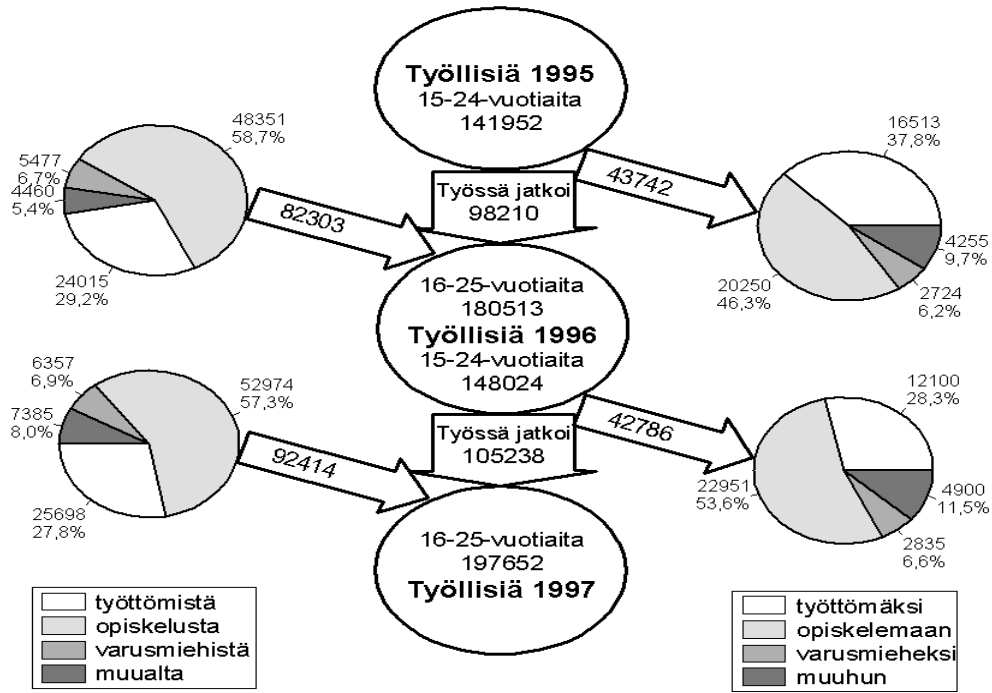 Työllisiä 1995
15-24-vuotiaita
141952
48351
58,7%
5477
6,7%
4460
5,4%
24015
29,2%
82303
Työssä jatkoi
98210
43742
16513
37,8%
4255
9,7%
2724
6,2%
20250
46,3%
16-25-vuotiaita
180513
Työllisiä 1996
15-24-vuotiaita
148024
6357
6,9%
52974
57,3%
7385
8,0%
25698
27,8%
92414
Työssä jatkoi
105238
42786
12100
28,3%
22951
53,6%
4900
11,5%
2835
6,6%
16-25-vuotiaita
197652
Työllisiä 1997
työttömistä
opiskelusta
varusmiehistä
muualta
työttömäksi
opiskelemaan
varusmieheksi
muuhun